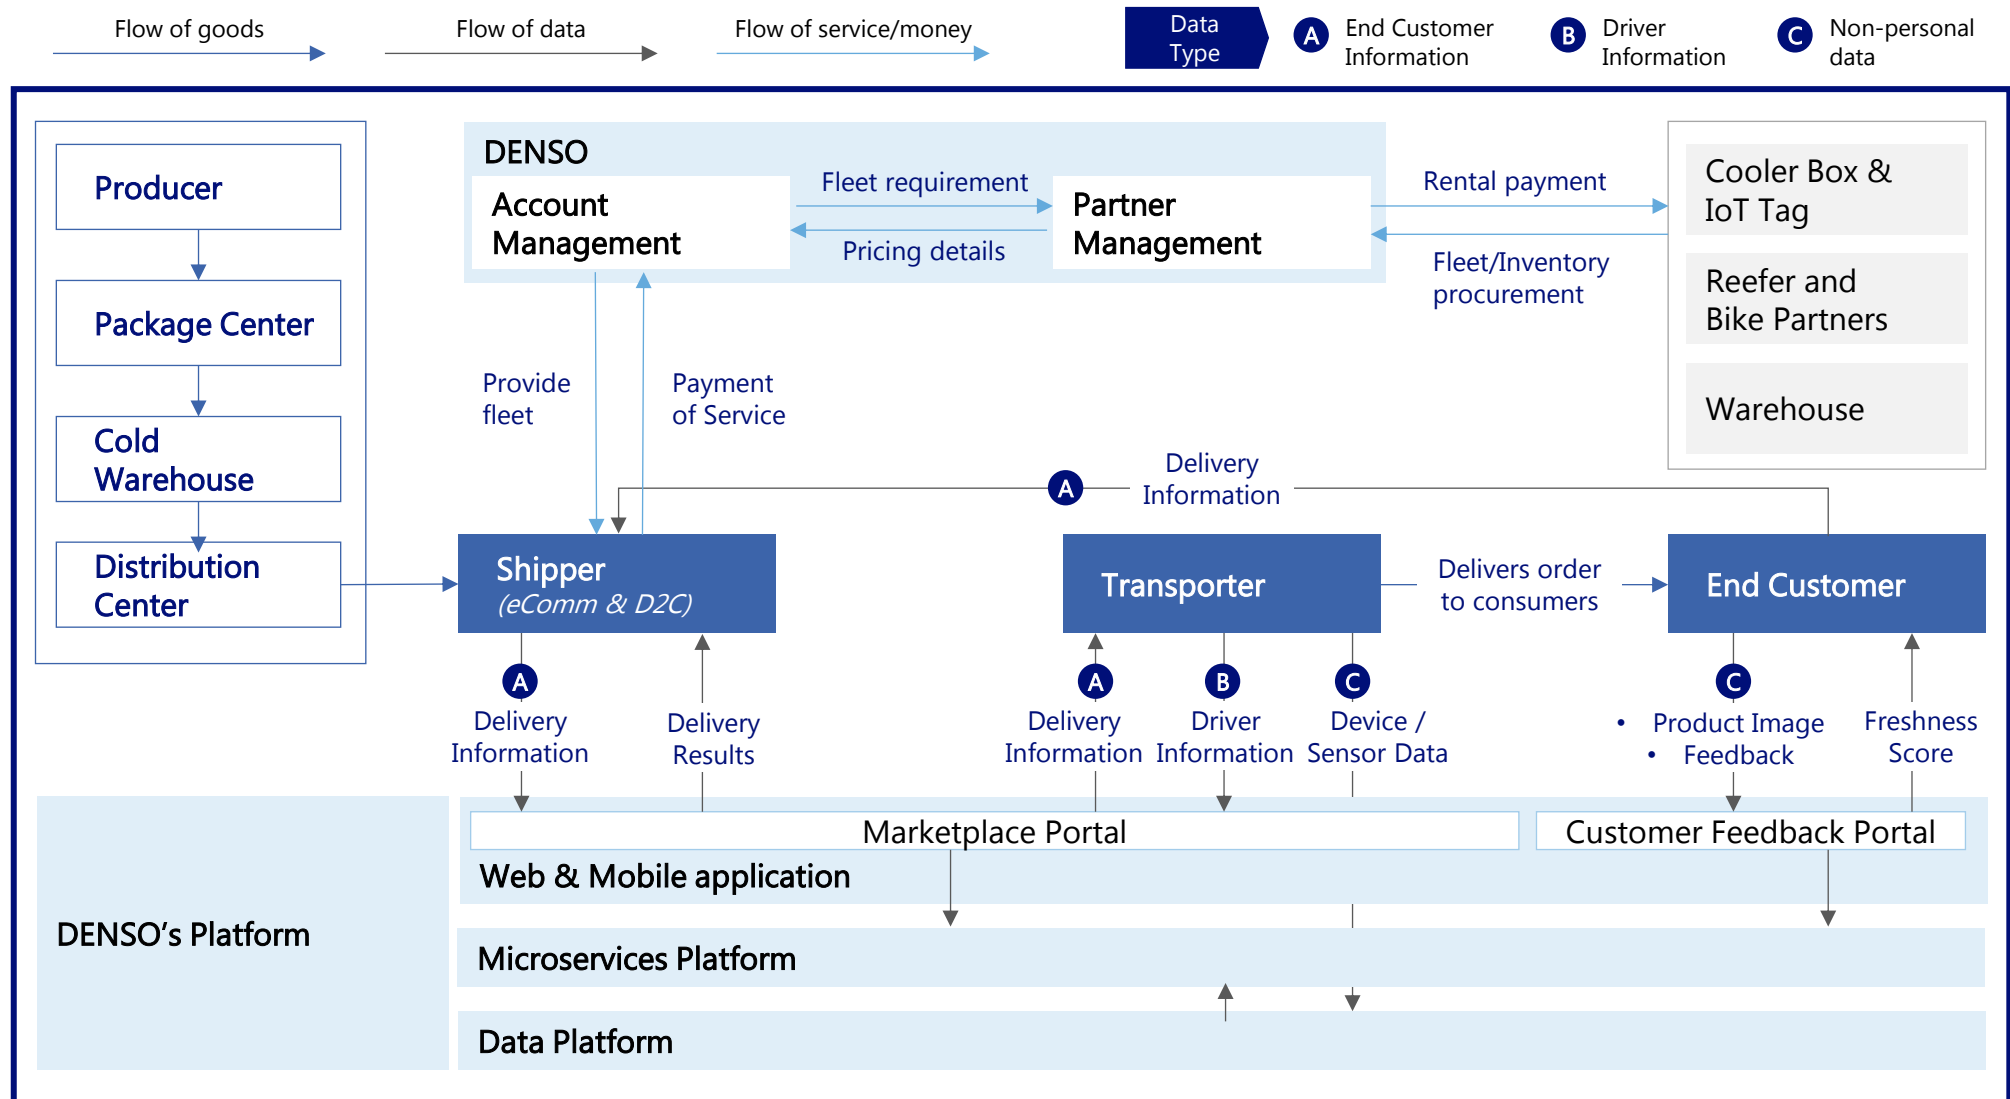 Flow of goods
Flow of data
Flow of service/money
Data
Type
A
End Customer
Information
B
Driver
Information
C
Non-personal
data
Producer
Package Center
Cold
Warehouse
Distribution
Center
DENSO
Account
Management
Fleet requirement
Pricing details
Partner
Management
Rental payment
Fleet/Inventory
procurement
Cooler Box &
IoT Tag
Reefer and
Bike Partners
Warehouse
Provide
fleet
Payment
of Service
A
Delivery
Information
Shipper
(eComm & D2C)
Transporter
Delivers order
to consumers
End Customer
A
Delivery
Information
Delivery
Results
A
Delivery
Information
B
Driver
Information
C
Device /
Sensor Data
C
• Product Image
• Feedback
Freshness
Score
DENSO's Platform
Marketplace Portal
Customer Feedback Portal
Web & Mobile application
Microservices Platform
Data Platform